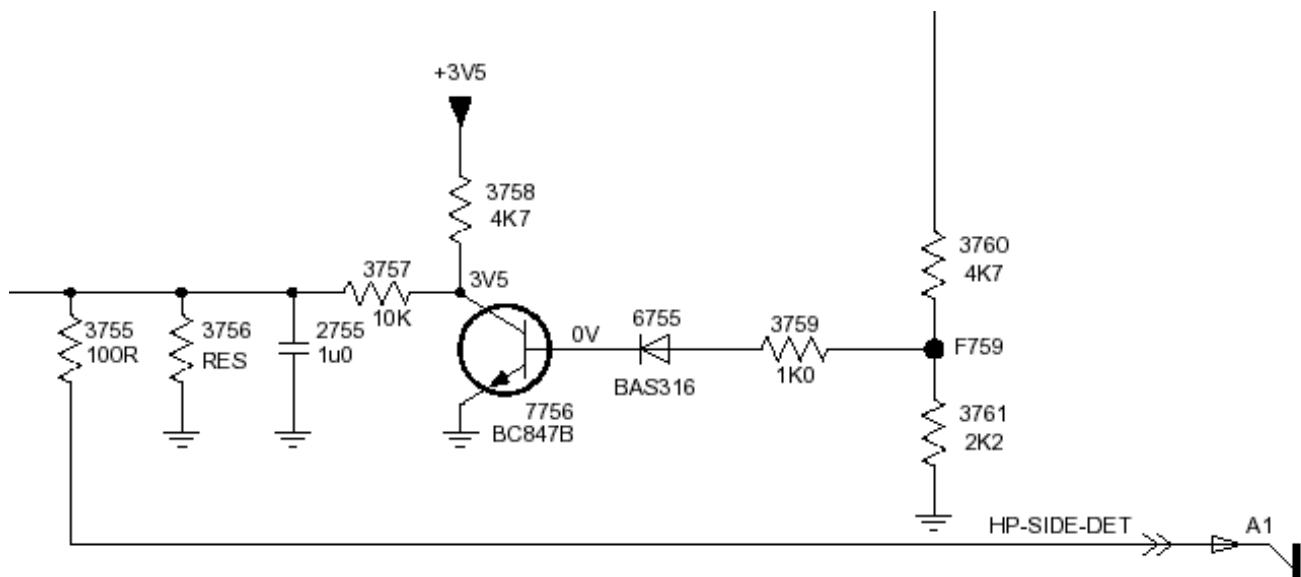 +3V5
3758
4K7
3760
4K7
3757
10K
3V5
3755
100R
3756
RES
2755
1u0
0V
6755
BAS316
3759
1K0
F759
7756
BC847B
3761
2K2
HP-SIDE-DET
A1